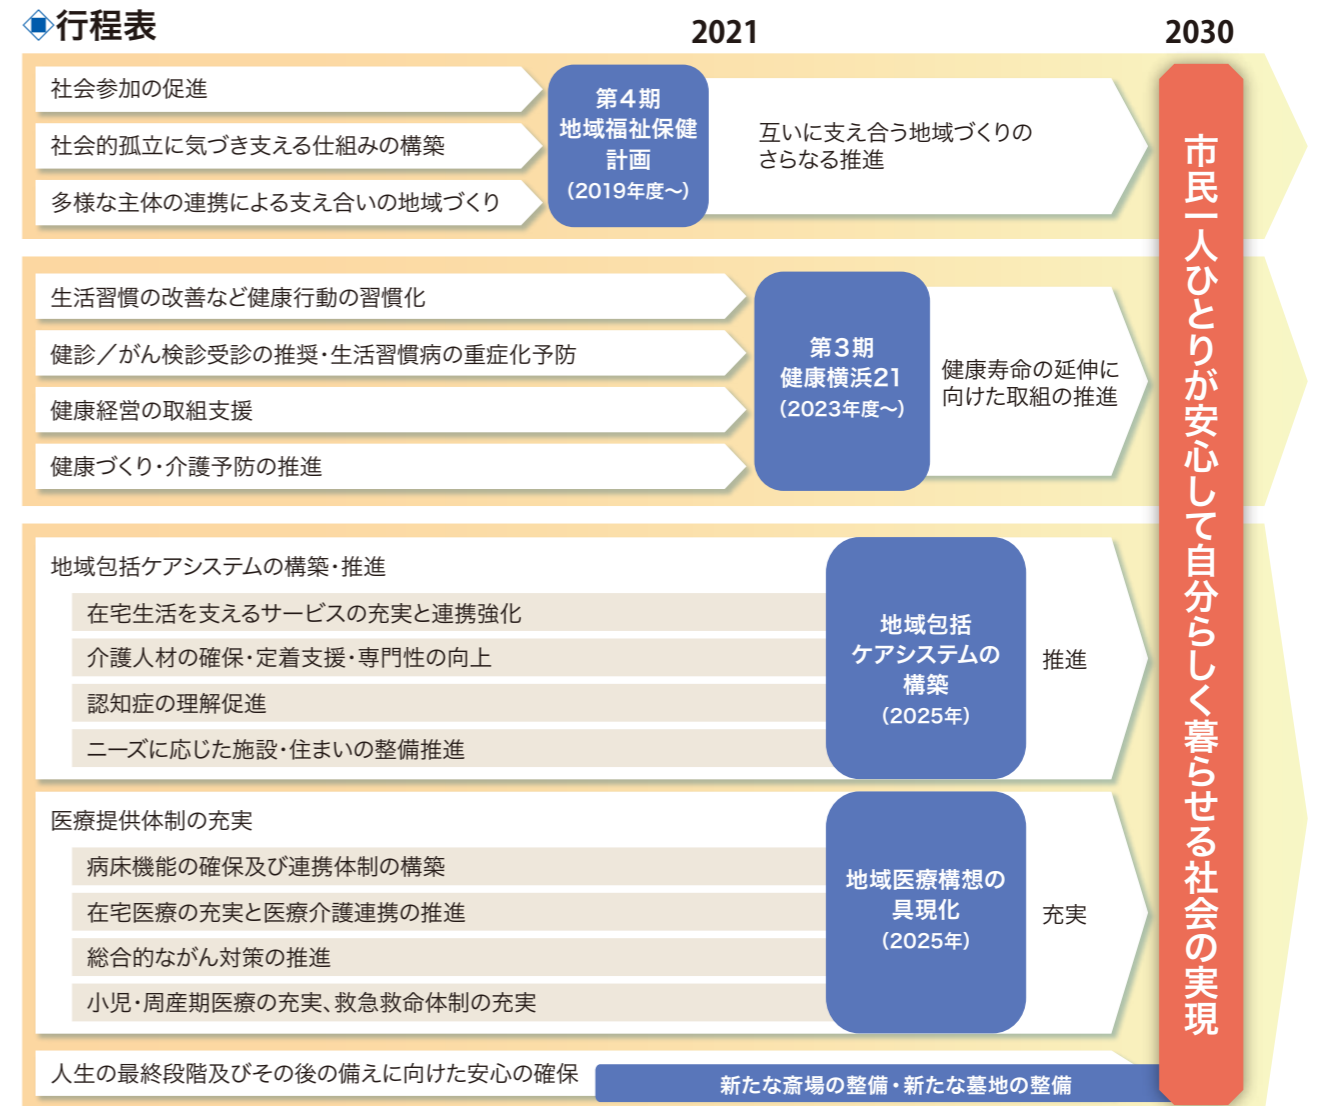 行程表
2021
2030
社会参加の促進
社会的孤立に気づき支える仕組みの構築
多様な主体の連携による支え合いの地域づくり
第4期
地域福祉保健
計画
（2019年度～）
互いに支え合う地域づくりの
さらなる推進
生活習慣の改善など健康行動の習慣化
健診／がん検診受診の推奨・生活習慣病の重症化予防
健康経営の取組支援
健康づくり・介護予防の推進
第3期
健康横浜21
（2023年度～）
健康寿命の延伸に
向けた取組の推進
地域包括ケアシステムの構築・推進
在宅生活を支えるサービスの充実と連携強化
介護人材の確保・定着支援・専門性の向上
認知症の理解促進
ニーズに応じた施設・住まいの整備推進
地域包括
ケアシステムの
構築
（2025年）
推進
医療提供体制の充実
病床機能の確保及び連携体制の構築
在宅医療の充実と医療介護連携の推進
総合的ながん対策の推進
小児・周産期医療の充実、救急救命体制の充実
地域医療構想の
具現化
（2025年）
充実
人生の最終段階及びその後の備えに向けた安心の確保
新たな斎場の整備・新たな墓地の整備
市民一人ひとりが安心して自分らしく暮らせる社会の実現